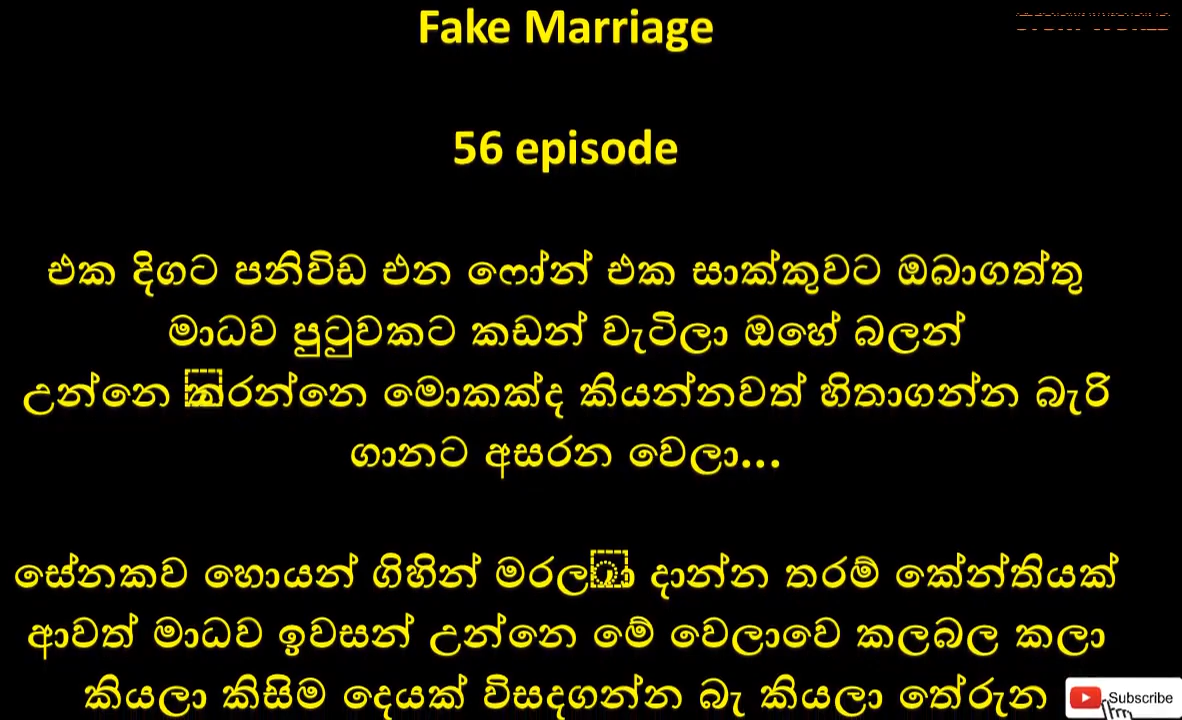 Fake Marriage
56 episode
එක දිගට පනිවිඩ එන ෆෝන් එක සාක්කුවට ඔබාගත්තු
මාධව පුටුවකට කඩන් වැටිලා ඔහේ බලන්
උන්නෙ කරන්නෙ මොකක්ද කියන්නවත් හිතාගන්න බැරි
ගානට අසරන වෙලා...
සේනකව හොයන් ගිහින් මරලා දාන්න තරම් කේන්තියක්
ආවත් මාධව ඉවසන් උන්නෙ මේ වෙලාවෙ කලබල කලා
කියලා කිසිම දෙයක් විසදගන්න බැ කියලා තේරුන
Subscribe